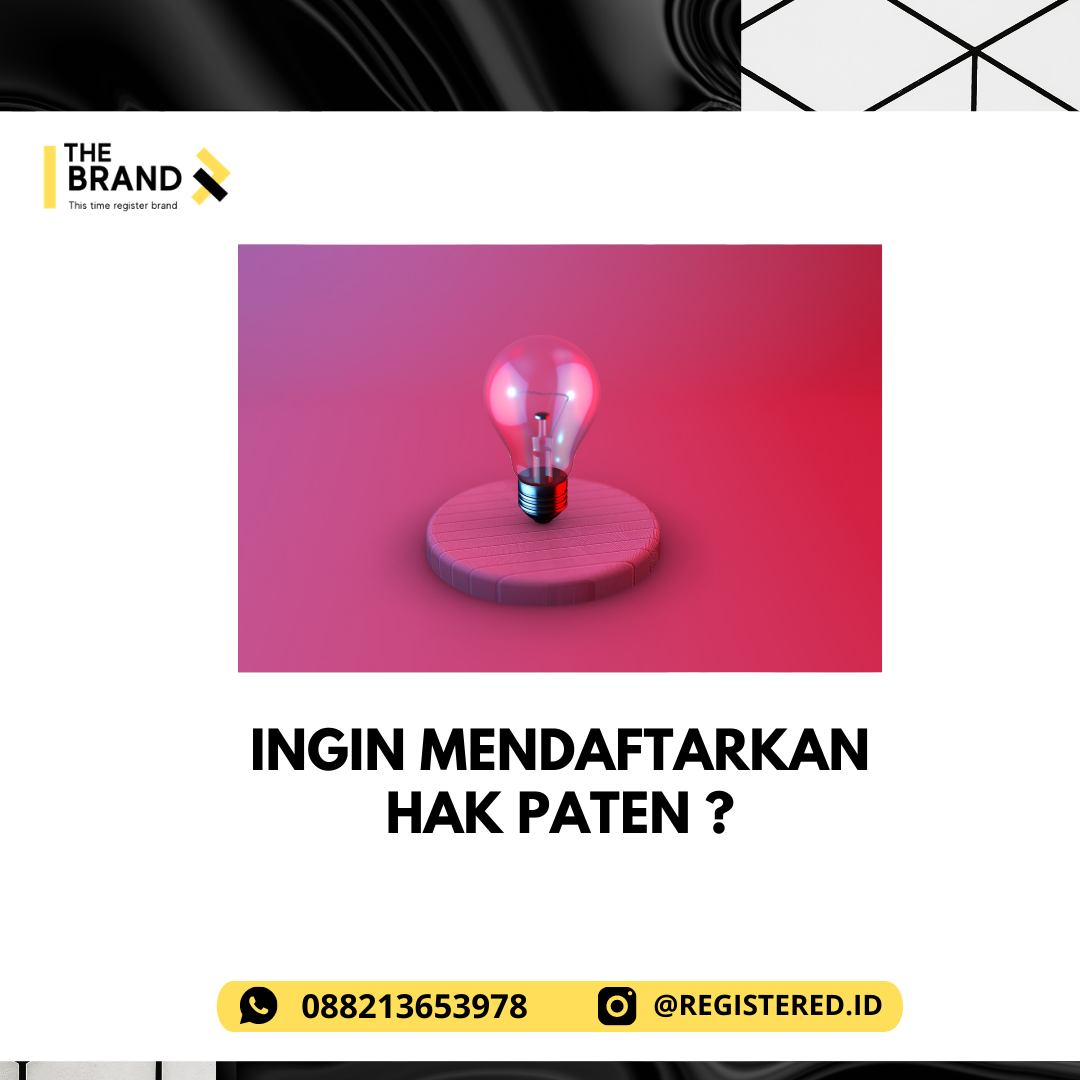 THE
BRAND
This time register brand
INGIN MENDAFTARKAN
HAK PATEN ?
088213653978
@REGISTERED.ID